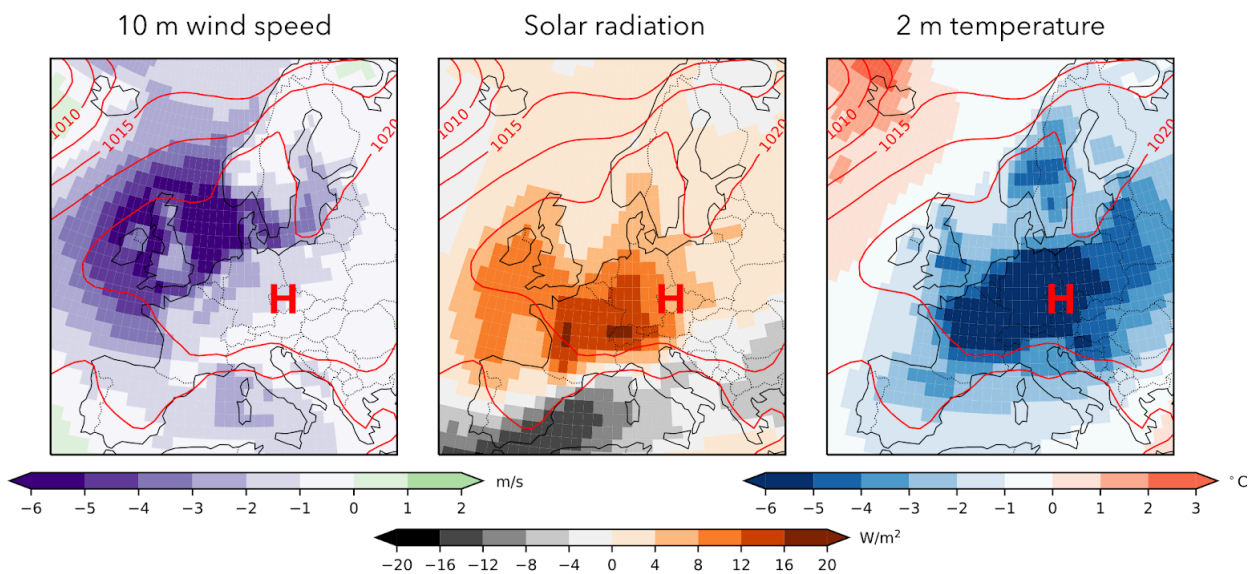 10 m wind speed
Solar radiation
2 m temperature
1010
1015
1020
H
1010
1015
1020
H
1010
1015
1020
H
−6 −5 −4 −3 −2 −1 0 1 2 m/s
−6 −5 −4 −3 −2 −1 0 1 2 3 °C
−20 −16 −12 −8 −4 0 4 8 12 16 20 W/m²